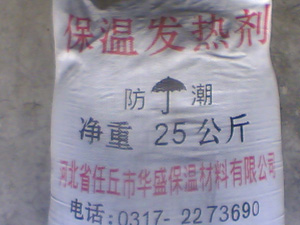 保温发热剂
防潮
净重 25公斤
河北省任丘市华盛保温材料有限公司
电话:0317-2273690